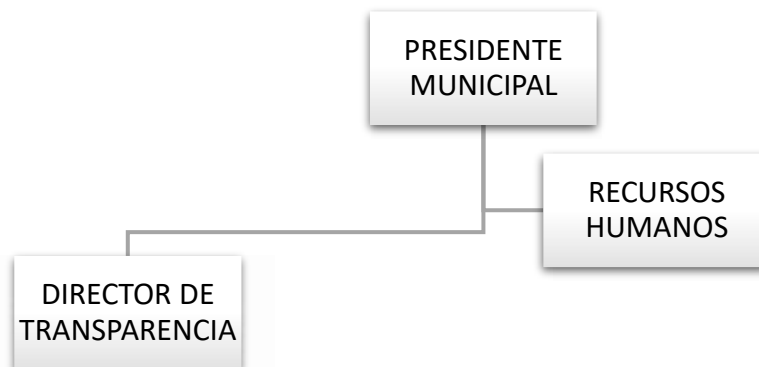 PRESIDENTE
MUNICIPAL
RECURSOS
HUMANOS
DIRECTOR DE
TRANSPARENCIA